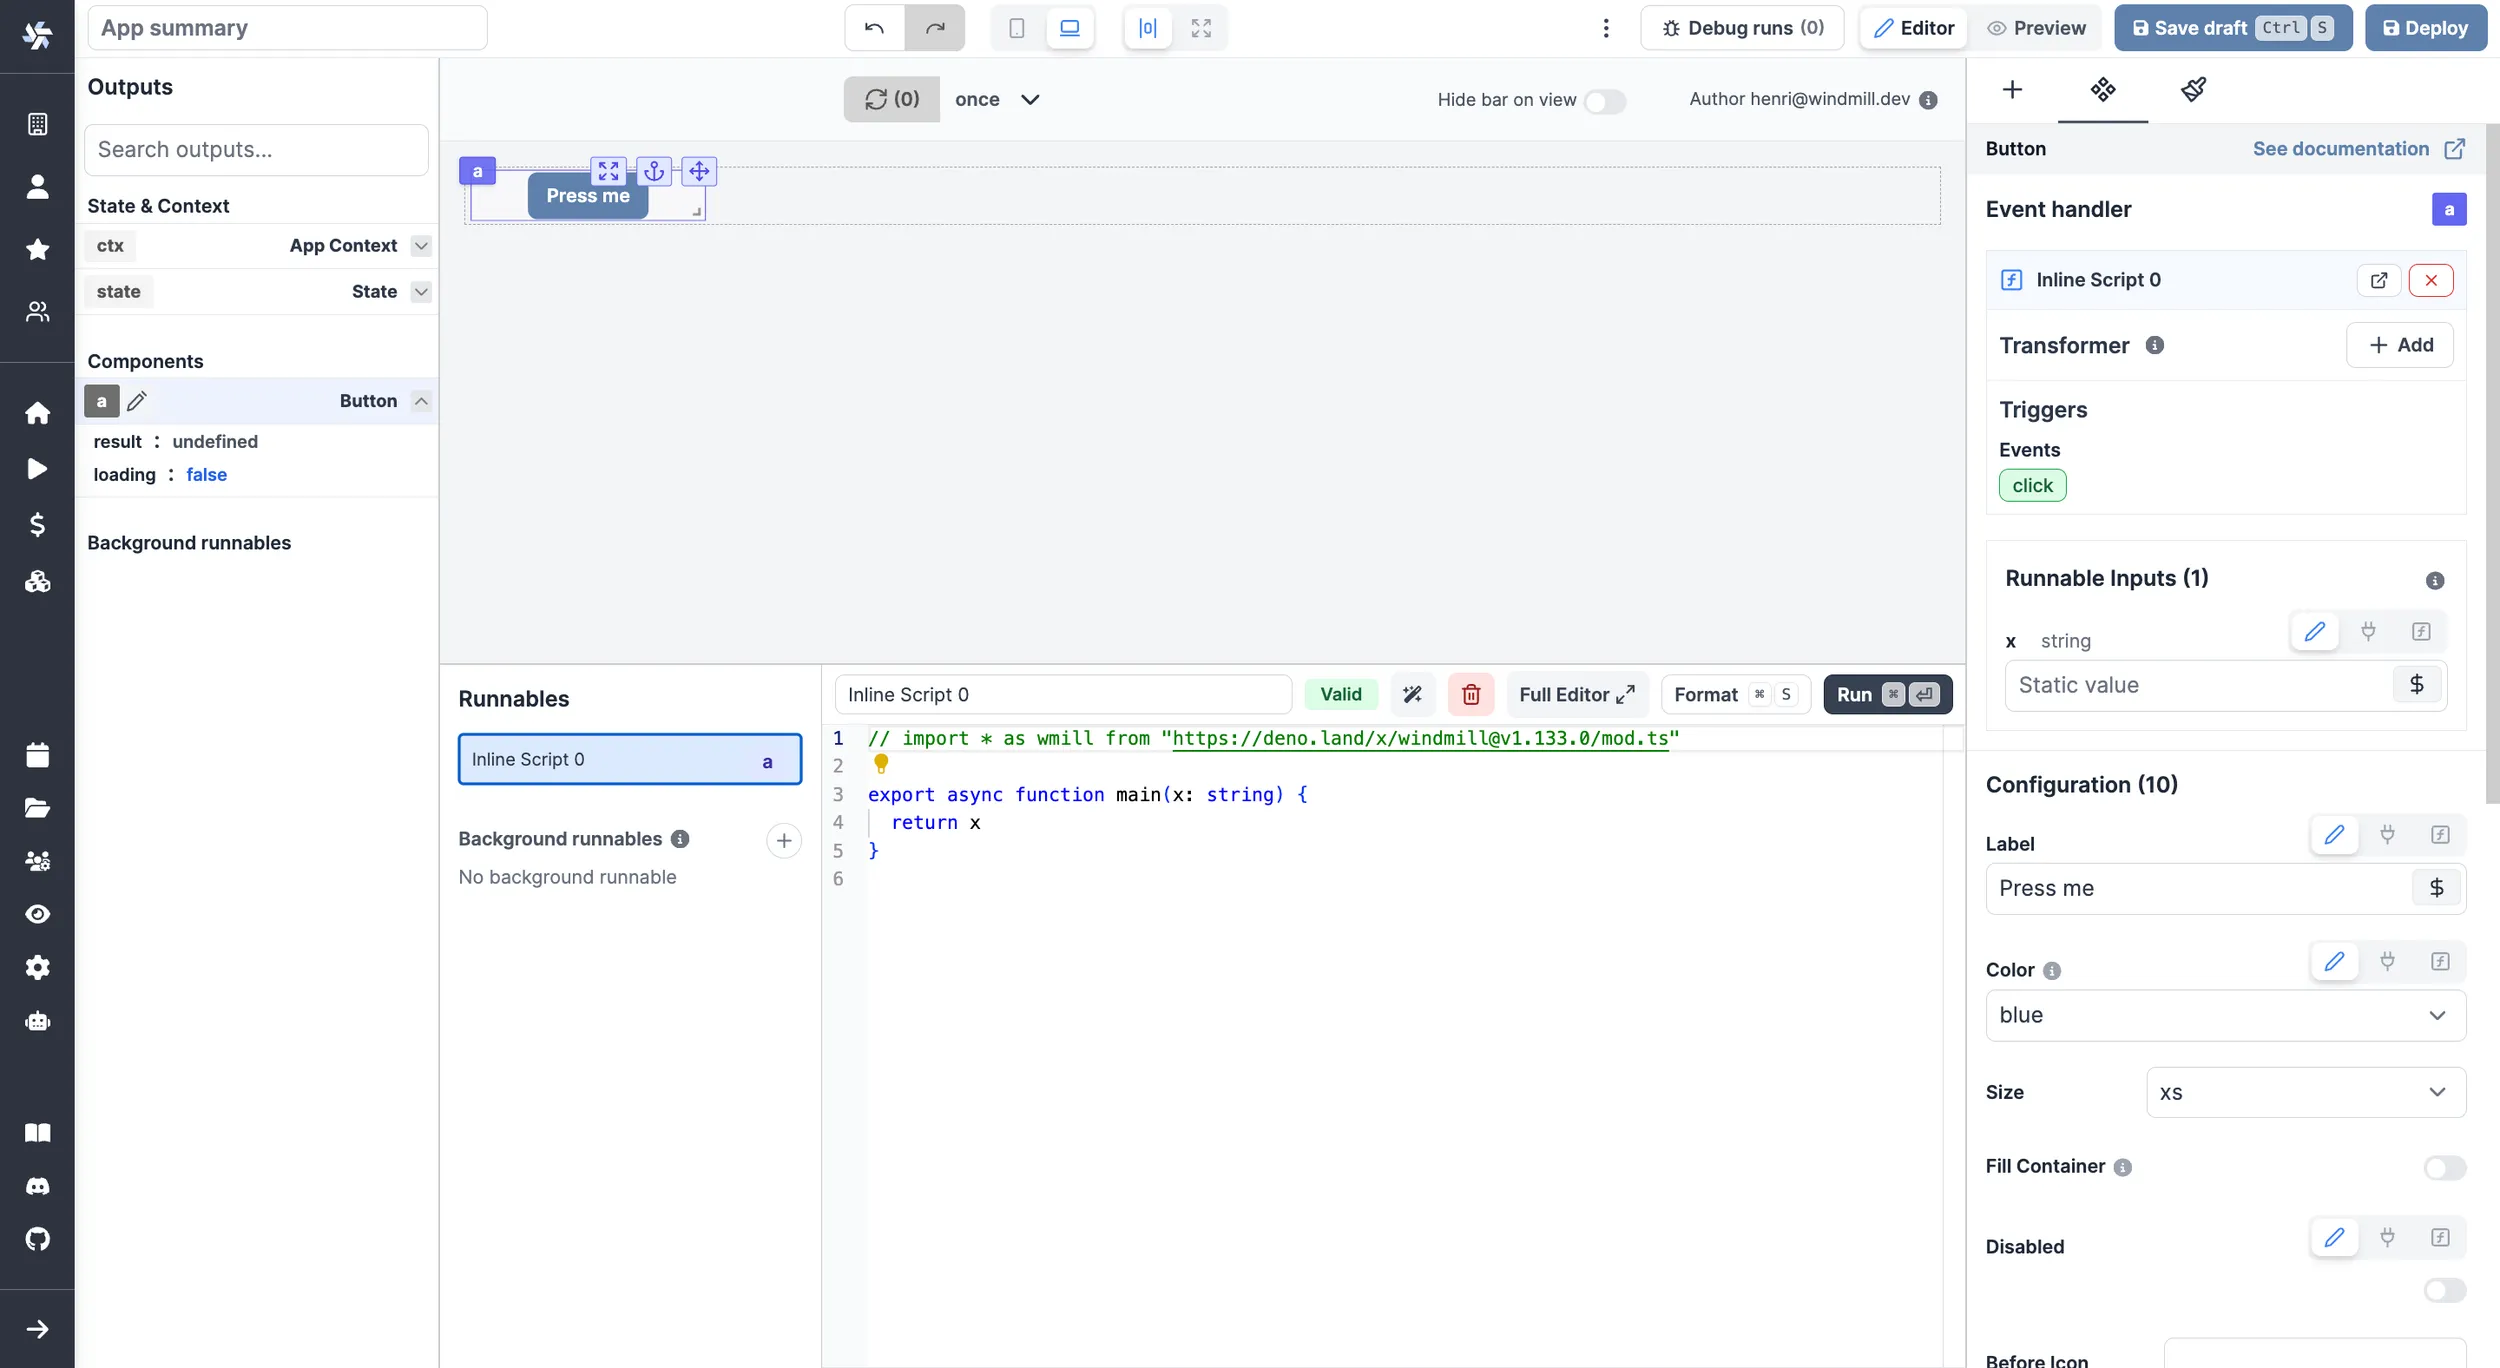 App summary
Debug runs (0)
Editor
Preview
Save draft Ctrl S
Deploy
Outputs
Search outputs...
State & Context
ctx App Context
state State
Components
a Button
result : undefined
loading : false
Background runnables
(0) once
Hide bar on view
Author henri@windmill.dev
a
Press me
Runnables
Inline Script 0 a
Background runnables
No background runnable
Inline Script 0
Valid
Full Editor
Format ⌘ S
Run ⌘
1 // import * as wmill from "https://deno.land/x/windmill@v1.133.0/mod.ts"
2
3 export async function main(x: string) {
4 return x
5 }
6
Button
See documentation
Event handler a
Inline Script 0
Transformer
+ Add
Triggers
Events
click
Runnable Inputs (1)
x string
Static value $
Configuration (10)
Label
Press me $
Color
blue
Size xs
Fill Container
Disabled
Before Icon